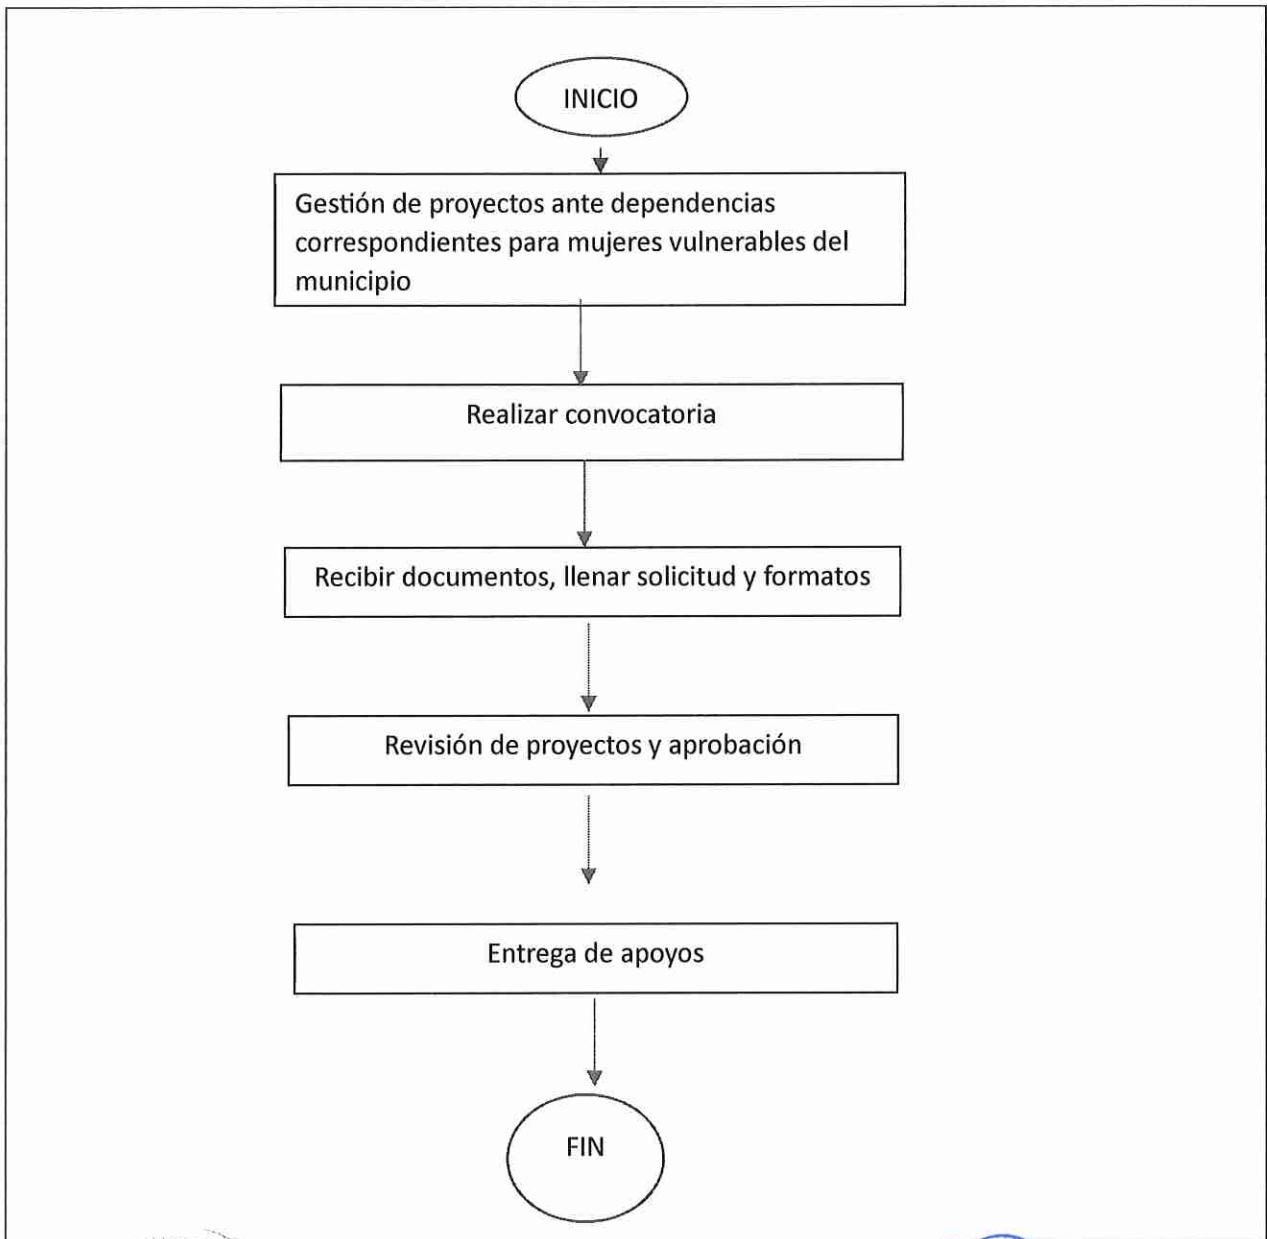 INICIO
Gestión de proyectos ante dependencias
correspondientes para mujeres vulnerables del
municipio
Realizar convocatoria
Recibir documentos, llenar solicitud y formatos
Revisión de proyectos y aprobación
Entrega de apoyos
FIN